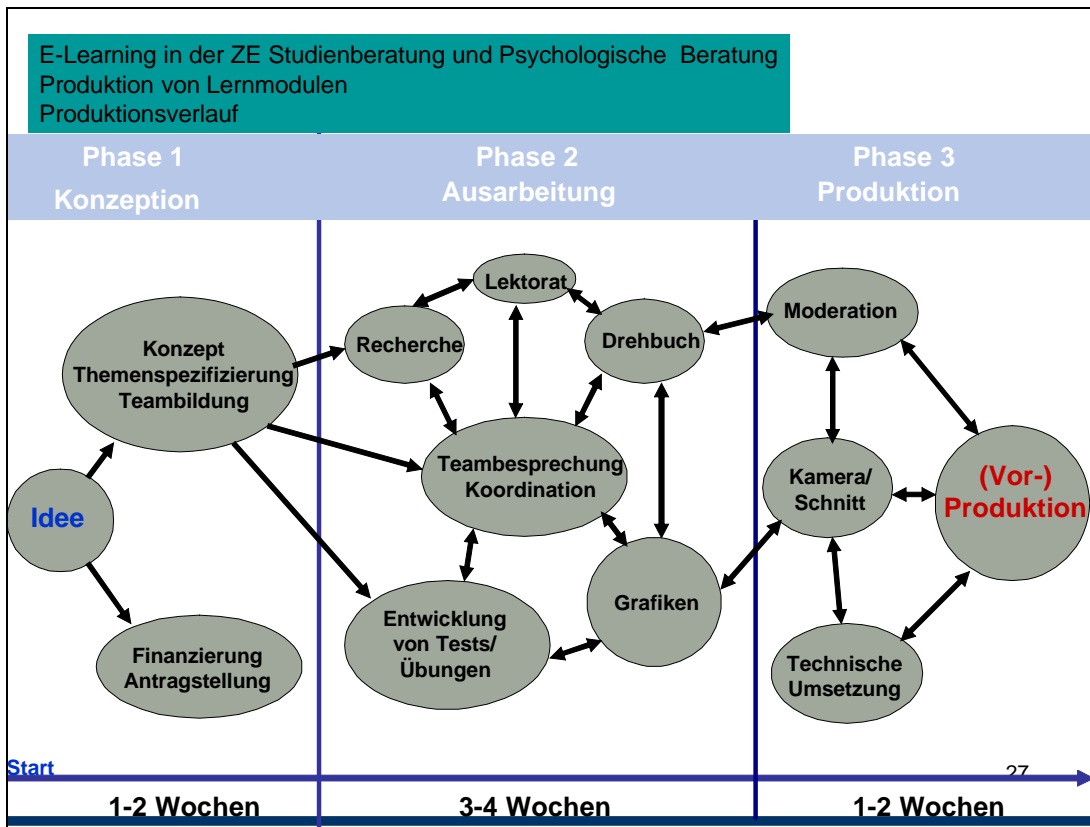 E-Learning in der ZE Studienberatung und Psychologische Beratung
Produktion von Lernmodulen
Produktionsverlauf
Phase 1
Konzeption
Phase 2
Ausarbeitung
Phase 3
Produktion
Idee
Konzept
Themenspezifizierung
Teambildung
Finanzierung
Antragstellung
Recherche
Lektorat
Drehbuch
Teambesprechung
Koordination
Entwicklung
von Tests/
Übungen
Grafiken
Moderation
Kamera/
Schnitt
Technische
Umsetzung
(Vor-)
Produktion
Start
27
1-2 Wochen
3-4 Wochen
1-2 Wochen